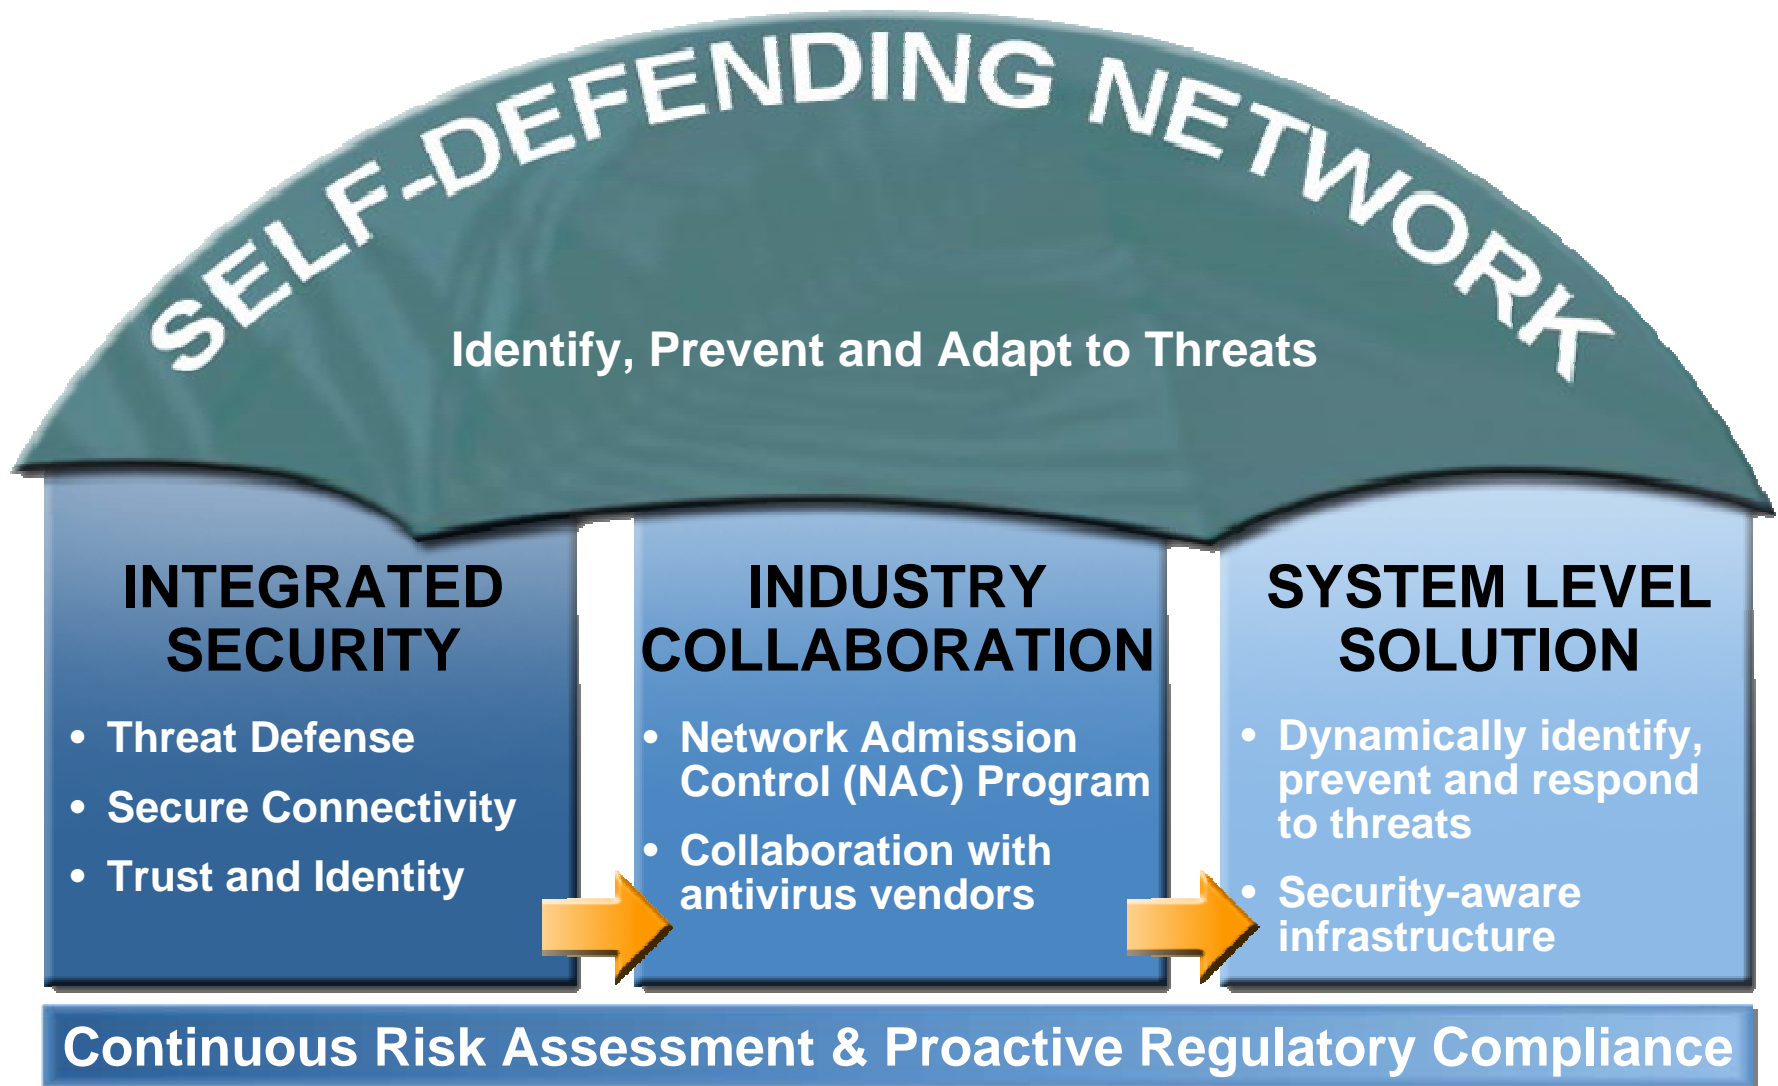 SELF-DEFENDING NETWORK
Identify, Prevent and Adapt to Threats
INTEGRATED
SECURITY
• Threat Defense
• Secure Connectivity
• Trust and Identity
INDUSTRY
COLLABORATION
• Network Admission
Control (NAC) Program
• Collaboration with
antivirus vendors
SYSTEM LEVEL
SOLUTION
• Dynamically identify,
prevent and respond
to threats
• Security-aware
infrastructure
Continuous Risk Assessment & Proactive Regulatory Compliance